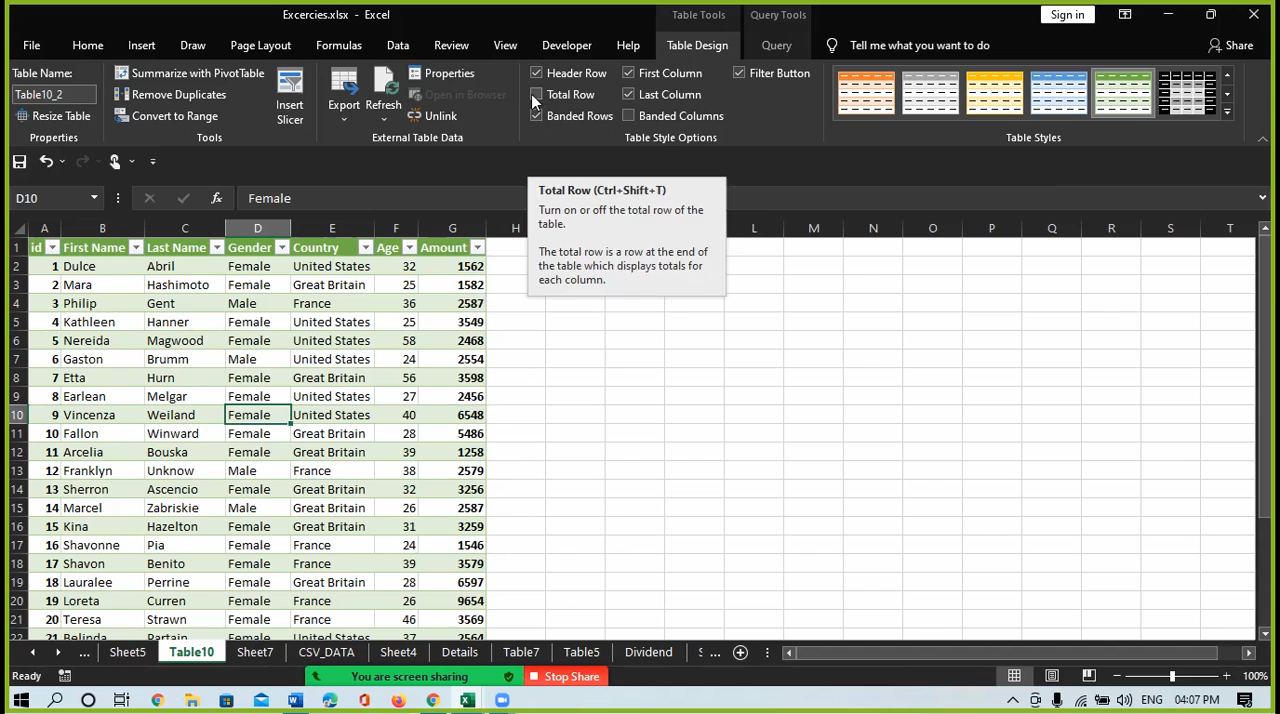 Excercies.xlsx - Excel
Table Tools
Query Tools
Sign in
File Home Insert Draw Page Layout Formulas Data Review View Developer Help Table Design Query Tell me what you want to do Share
Table Name:
Table10_2
Resize Table
Properties
Summarize with PivotTable
Remove Duplicates
Convert to Range
Tools
Insert
Slicer
Export
Refresh
Properties
Open in Browser
Unlink
External Table Data
Header Row
Total Row
Banded Rows
First Column
Last Column
Banded Columns
Filter Button
Table Style Options
Table Styles
D10 fx Female
Total Row (Ctrl+Shift+T)
Turn on or off the total row of the
table.
The total row is a row at the end of
the table which displays totals for
each column.
A B C D E F G H L M N O P Q R S T
1 id First Name Last Name Gender Country Age Amount
2 1 Dulce Abril Female United States 32 1562
3 2 Mara Hashimoto Female Great Britain 25 1582
4 3 Philip Gent Male France 36 2587
5 4 Kathleen Hanner Female United States 25 3549
6 5 Nereida Magwood Female United States 58 2468
7 6 Gaston Brumm Male United States 24 2554
8 7 Etta Hurn Female Great Britain 56 3598
9 8 Earlean Melgar Female United States 27 2456
10 9 Vincenza Weiland Female United States 40 6548
11 10 Fallon Winward Female Great Britain 28 5486
12 11 Arcelia Bouska Female Great Britain 39 1258
13 12 Franklyn Unknow Male France 38 2579
14 13 Sherron Ascencio Female Great Britain 32 3256
15 14 Marcel Zabriskie Male Great Britain 26 2587
16 15 Kina Hazelton Female Great Britain 31 3259
17 16 Shavonne Pia Female France 24 1546
18 17 Shavon Benito Female France 39 3579
19 18 Lauralee Perrine Female Great Britain 28 6597
20 19 Loreta Curren Female France 26 9654
21 20 Teresa Strawn Female France 46 3569
22 21 Belinda Partain Female United States 37 2564
... Sheet5 Table10 Sheet7 CSV_DATA Sheet4 Details Table7 Table5 Dividend ...
Ready
You are screen sharing
Stop Share
100%
ENG 04:07 PM